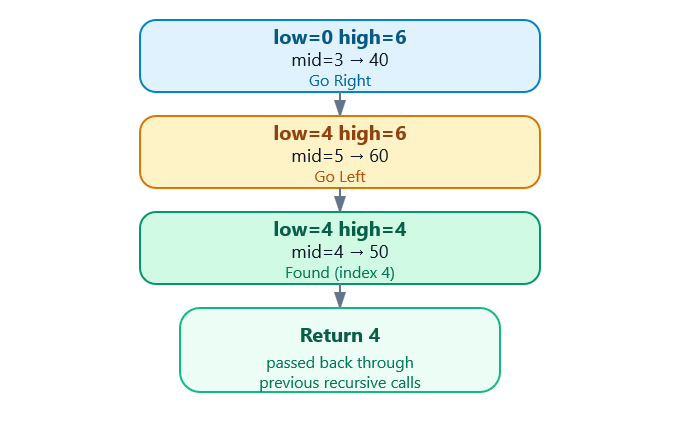 low=0 high=6
mid=3 → 40
Go Right
low=4 high=6
mid=5 → 60
Go Left
low=4 high=4
mid=4 → 50
Found (index 4)
Return 4
passed back through
previous recursive calls